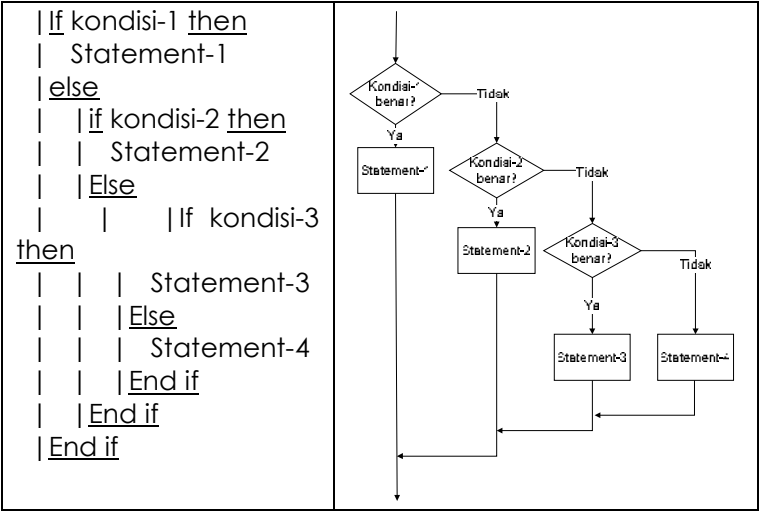 |If kondisi-1 then
| Statement-1
|else
| |if kondisi-2 then
| | Statement-2
| |Else
| | |If kondisi-3
then
| | | Statement-3
| | |Else
| | | Statement-4
| | |End if
| |End if
|End if
Kondisi-1
benar?
Tidak
Ya
Statement-1
Kondisi-2
benar?
Tidak
Ya
Statement-2
Kondisi-3
benar?
Tidak
Ya
Statement-3
Statement-4